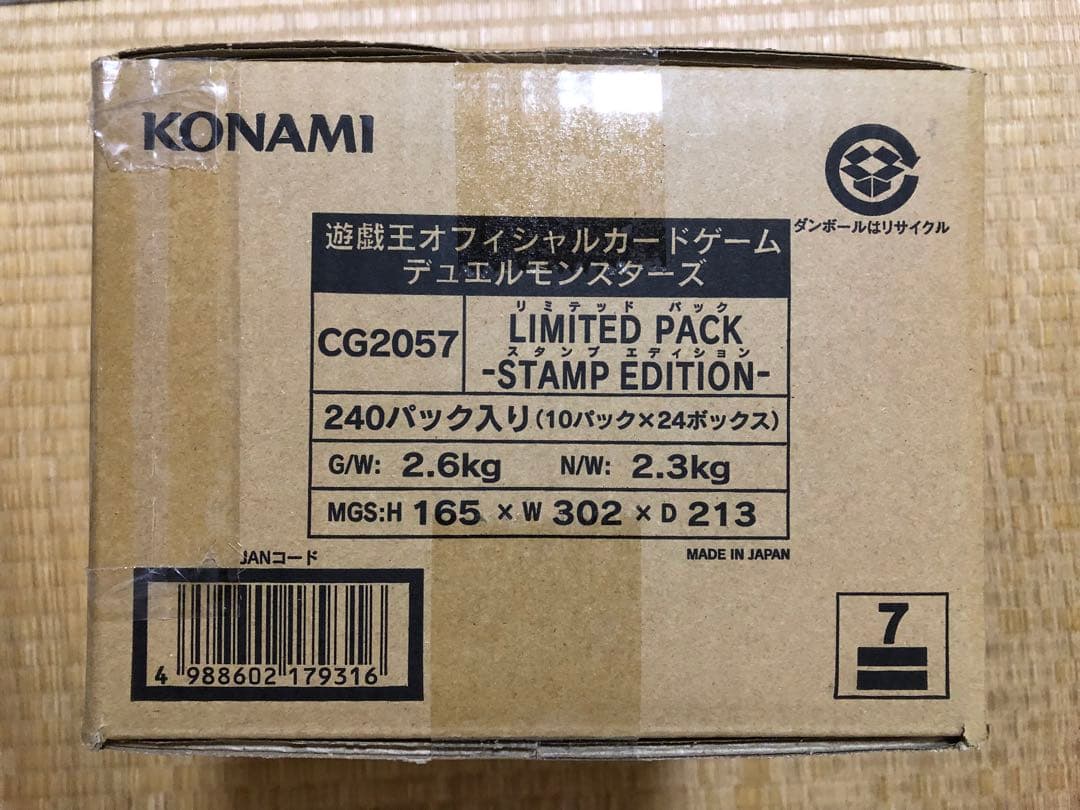 KONAMI
ダンボールはリサイクル
遊戯王オフィシャルカードゲーム
デュエルモンスターズ
CG2057
リミテッド パック
LIMITED PACK
スタンプ エディション
-STAMP EDITION-
240パック入り(10パック×24ボックス)
G/W: 2.6kg N/W: 2.3kg
MGS:H 165 × W 302 × D 213
MADE IN JAPAN
JANコード
4 988602 179316
7